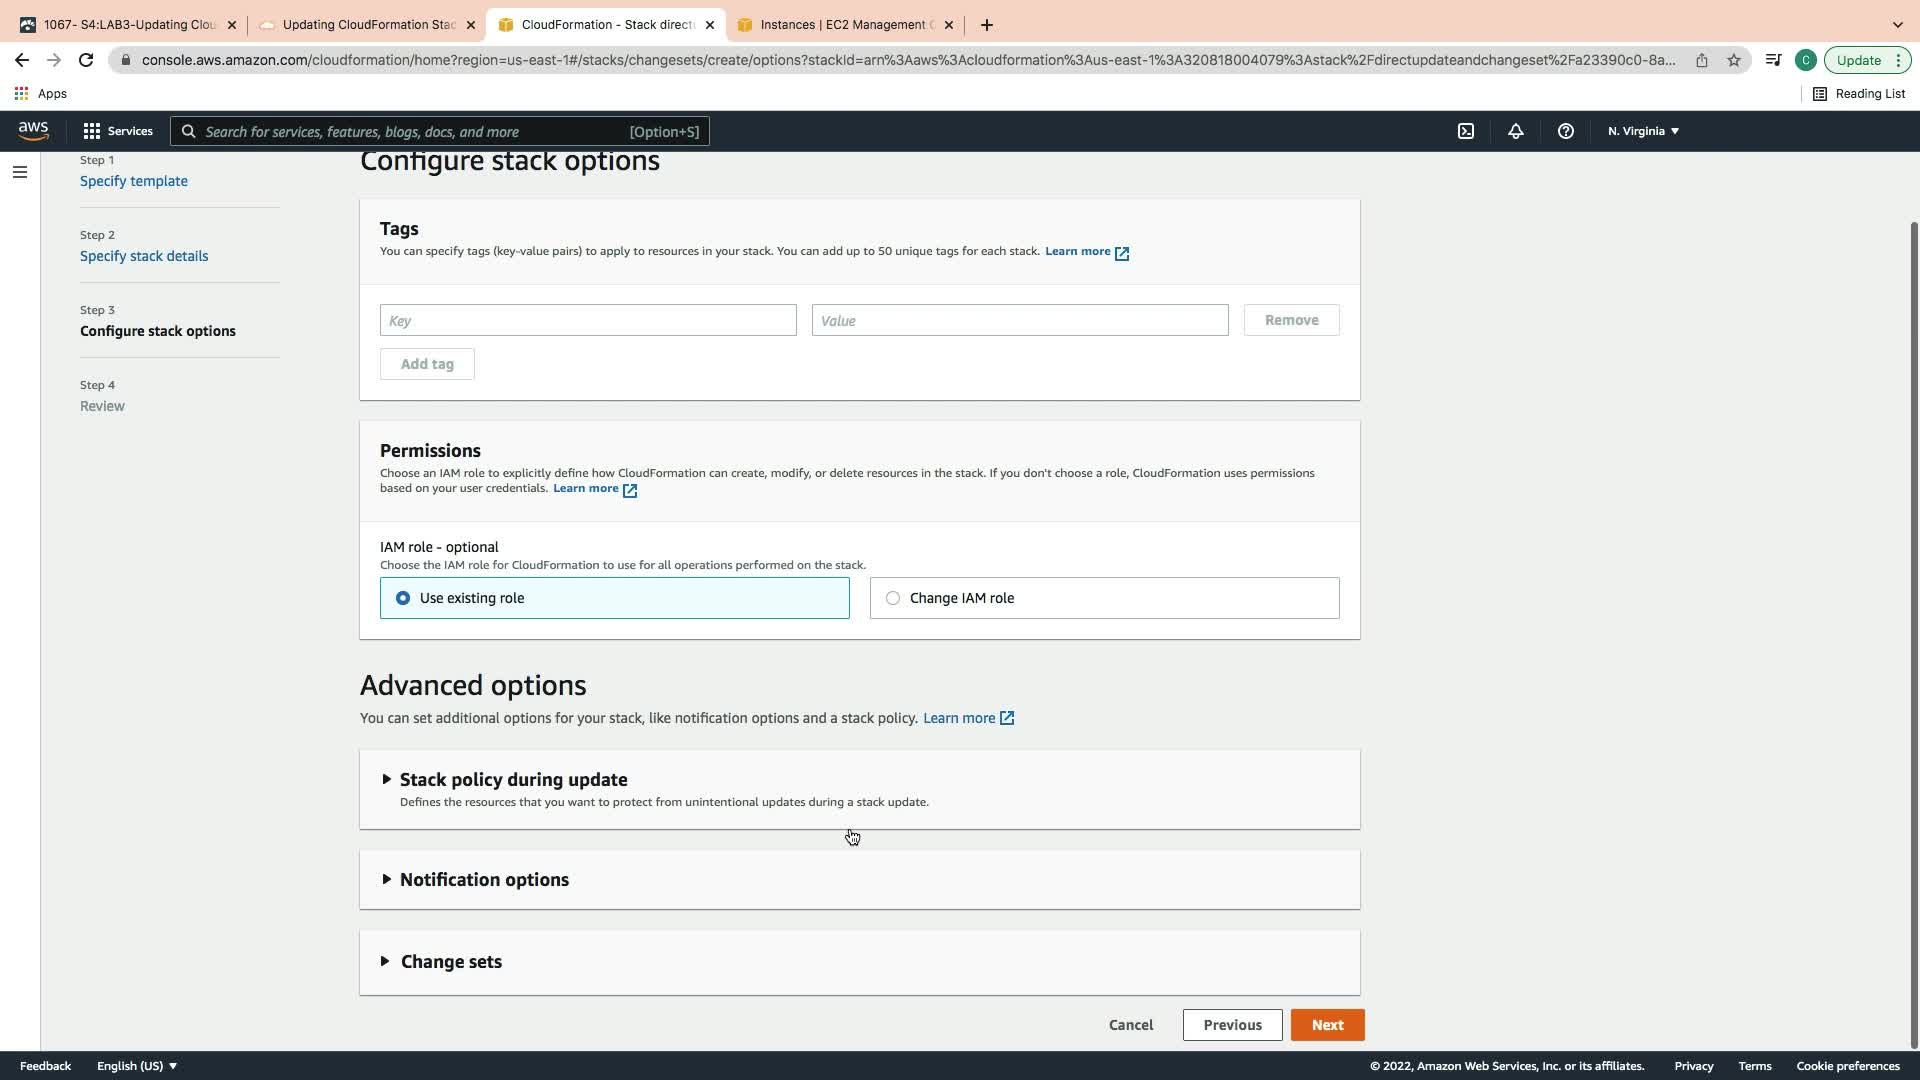 1067- S4:LAB3-Updating Clou
Updating CloudFormation Stac
CloudFormation - Stack direct
Instances | EC2 Management
console.aws.amazon.com/cloudformation/home?region=us-east-1#/stacks/changesets/create/options?stackId=arn%3Aaws%3Acloudformation%3Aus-east-1%3A320818004079%3Astack%2Fdirectupdateandchangeset%2Fa23390c0-8a...
C
Update
Apps
Reading List
aws
Services
Search for services, features, blogs, docs, and more
[Option+S]
N. Virginia
Step 1
Specify template
Step 2
Specify stack details
Step 3
Configure stack options
Step 4
Review
Configure stack options
Tags
You can specify tags (key-value pairs) to apply to resources in your stack. You can add up to 50 unique tags for each stack. Learn more
Key
Value
Remove
Add tag
Permissions
Choose an IAM role to explicitly define how CloudFormation can create, modify, or delete resources in the stack. If you don't choose a role, CloudFormation uses permissions
based on your user credentials. Learn more
IAM role - optional
Choose the IAM role for CloudFormation to use for all operations performed on the stack.
Use existing role
Change IAM role
Advanced options
You can set additional options for your stack, like notification options and a stack policy. Learn more
Stack policy during update
Defines the resources that you want to protect from unintentional updates during a stack update.
Notification options
Change sets
Cancel
Previous
Next
Feedback
English (US)
© 2022, Amazon Web Services, Inc. or its affiliates.
Privacy
Terms
Cookie preferences